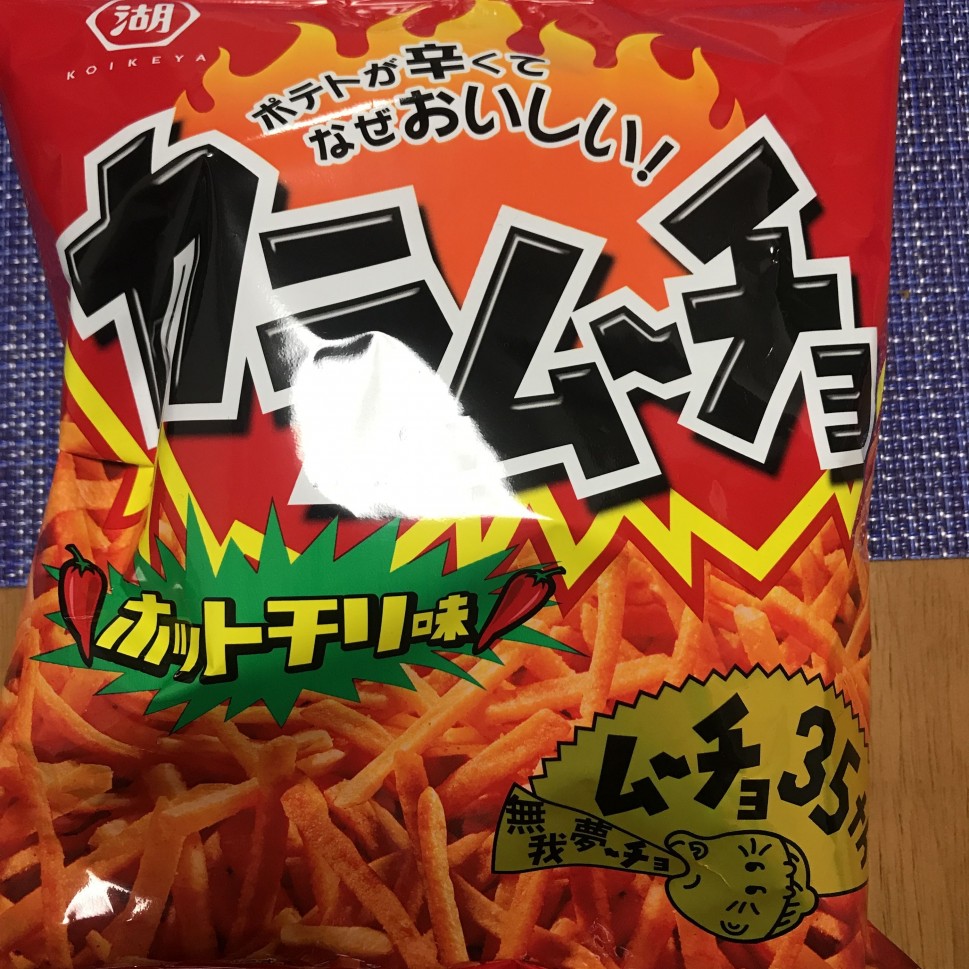 湖
KOIKEYA
ポテトが辛くて
なぜおいしい!
カラムーチョ
ホットチリ味
ムーチョ35
無
我夢〜チョ